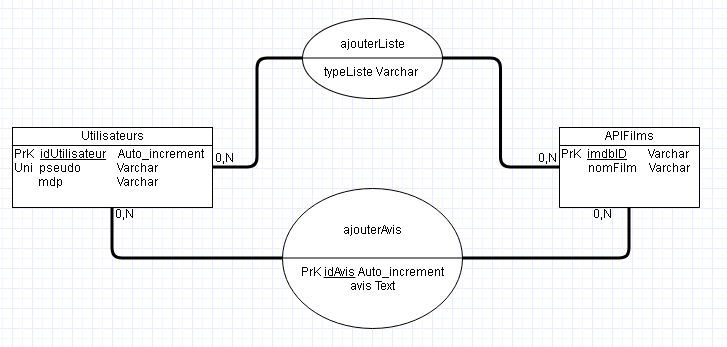 ajouterListe
typeListe Varchar
Utilisateurs
PrK idUtilisateur Auto_increment
Uni pseudo Varchar
mdp Varchar
0,N
0,N
APIFilms
PrK imdbID Varchar
nomFilm Varchar
0,N
0,N
ajouterAvis
PrK idAvis Auto_increment
avis Text